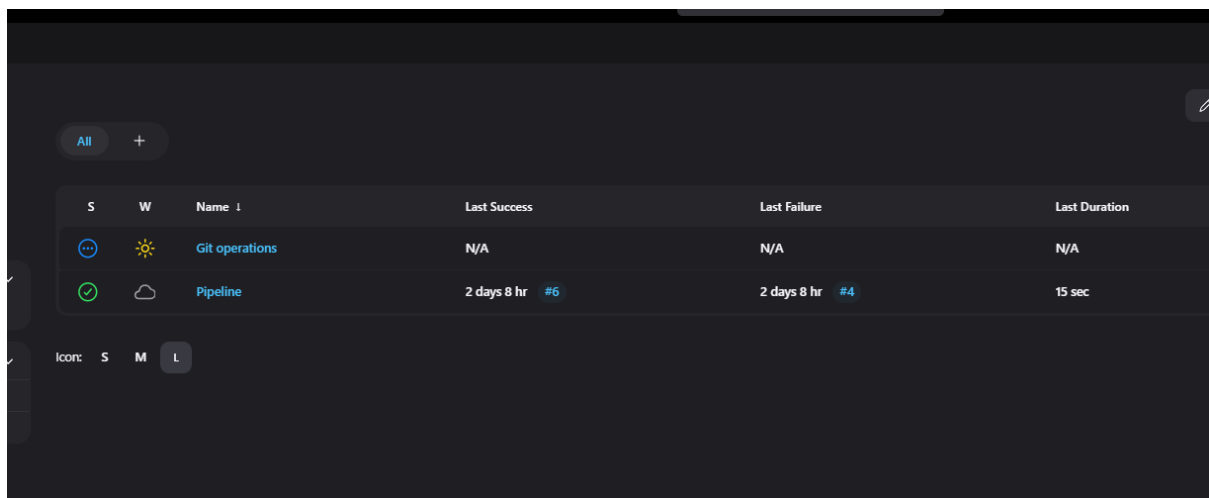 All +
S W Name ↓ Last Success Last Failure Last Duration
Git operations N/A N/A N/A
Pipeline 2 days 8 hr #6 2 days 8 hr #4 15 sec
Icon: S M L